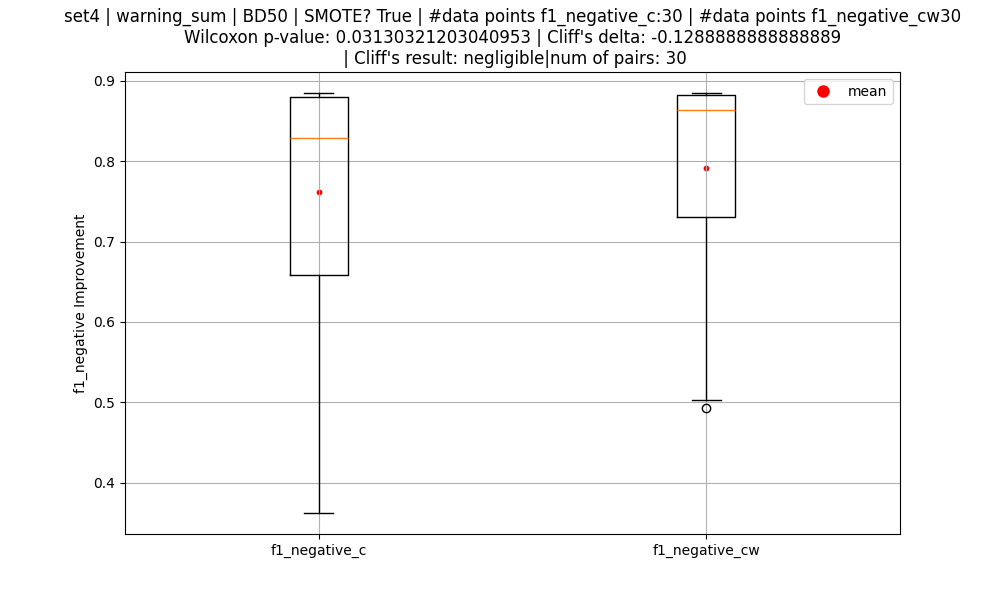 set4 | warning_sum | BD50 | SMOTE? True | #data points f1_negative_c:30 | #data points f1_negative_cw30
Wilcoxon p-value: 0.03130321203040953 | Cliff's delta: -0.1288888888888889
| Cliff's result: negligible|num of pairs: 30
mean
0.9
0.8
0.7
0.6
0.5
0.4
f1_negative Improvement
f1_negative_c
f1_negative_cw